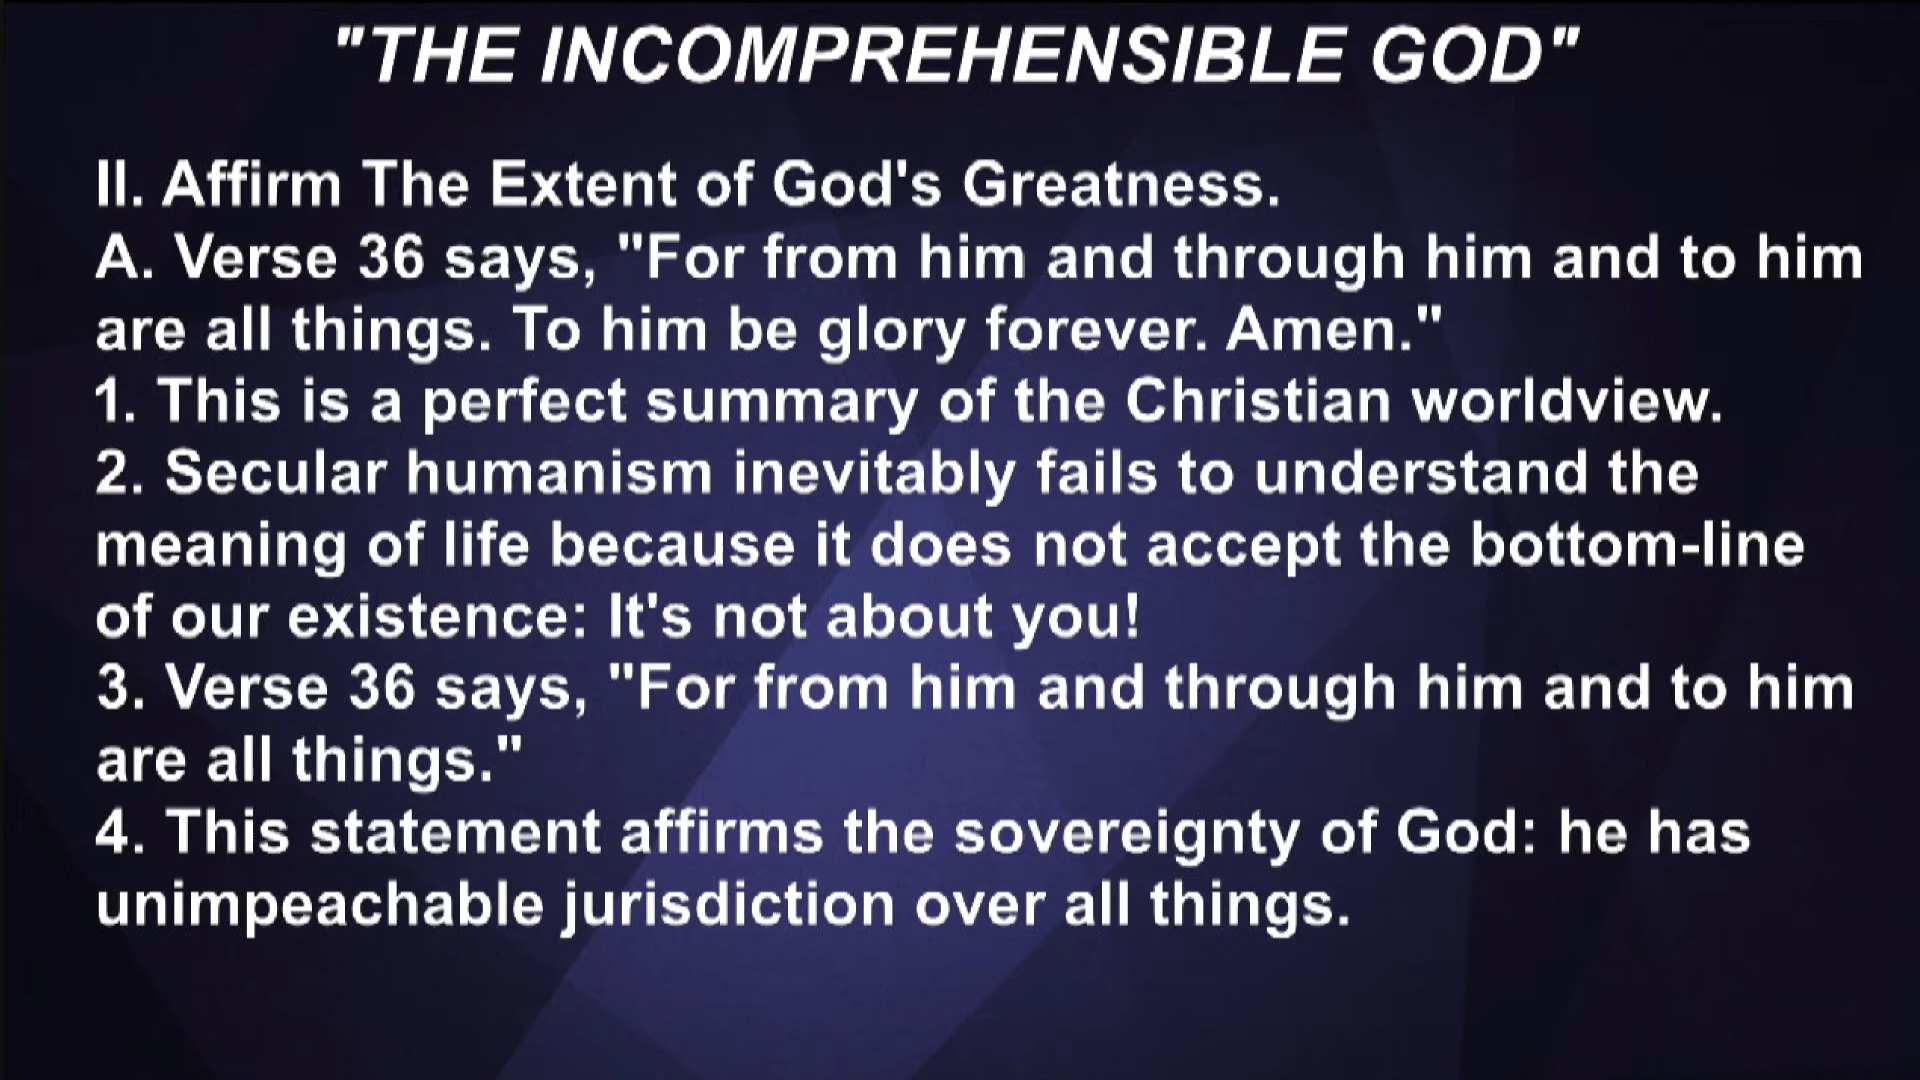 "THE INCOMPREHENSIBLE GOD"
II. Affirm The Extent of God's Greatness.
A. Verse 36 says, "For from him and through him and to him
are all things. To him be glory forever. Amen."
1. This is a perfect summary of the Christian worldview.
2. Secular humanism inevitably fails to understand the
meaning of life because it does not accept the bottom-line
of our existence: It's not about you!
3. Verse 36 says, "For from him and through him and to him
are all things."
4. This statement affirms the sovereignty of God: he has
unimpeachable jurisdiction over all things.